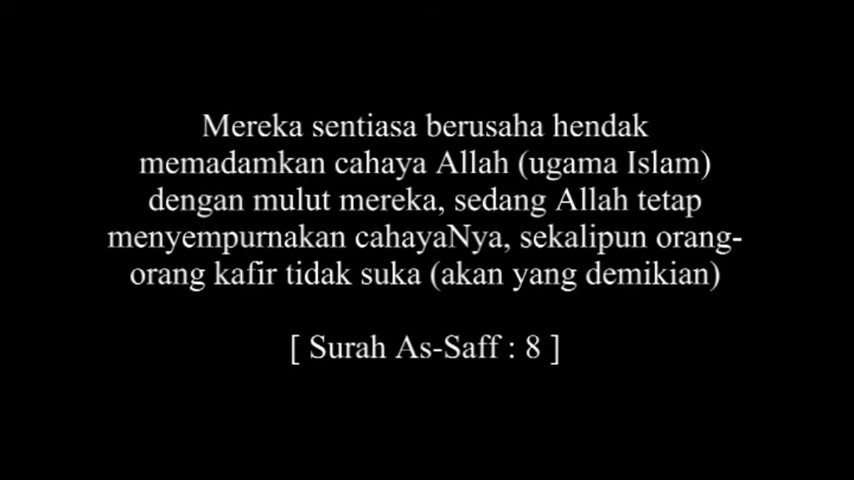 Mereka sentiasa berusaha hendak
memadamkan cahaya Allah (ugama Islam)
dengan mulut mereka, sedang Allah tetap
menyempurnakan cahayaNya, sekalipun orang-
orang kafir tidak suka (akan yang demikian)
[ Surah As-Saff : 8 ]